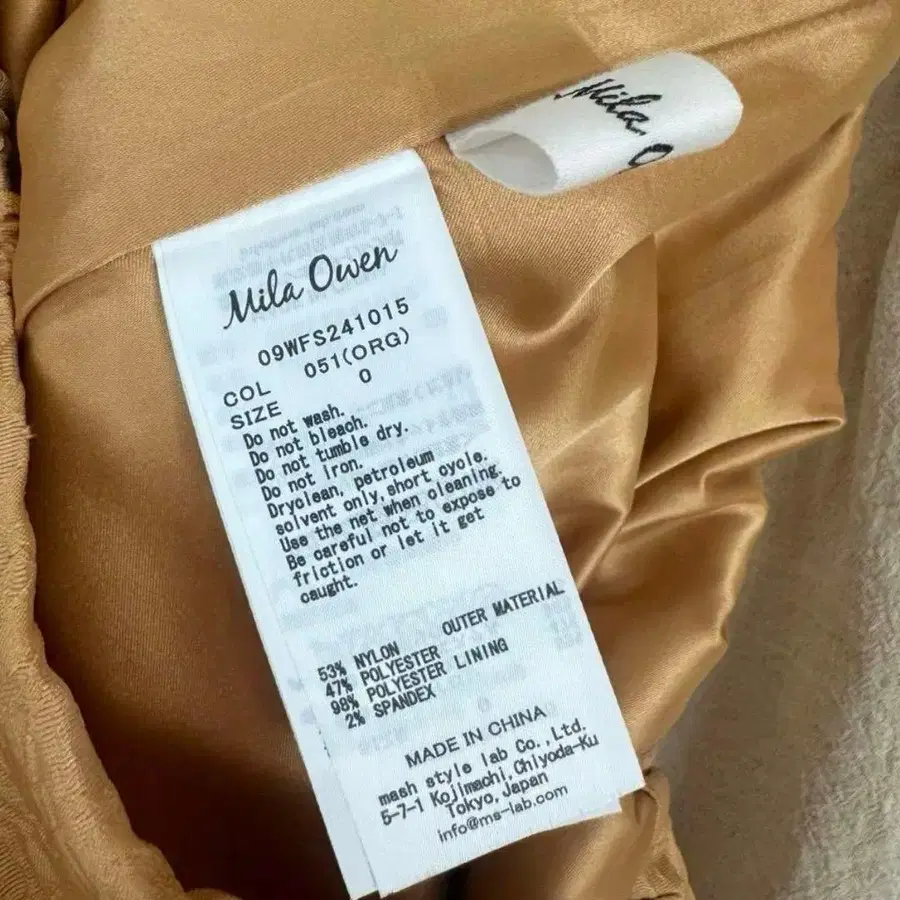 Mila O
Mila Owen
09WFS241015
COL 051(ORG)
SIZE 0
Do not wash.
Do not bleach.
Do not tumble dry.
Do not iron.
Dryclean, petroleum
solvent only, short cycle.
Use the net when cleaning.
Be careful not to expose to
friction or let it get
caught.
OUTER MATERIAL
53% NYLON
47% POLYESTER
98% POLYESTER LINING
2% SPANDEX
MADE IN CHINA
mash style lab Co.,Ltd.
5-7-1 Kojimachi,Chiyoda-Ku
Tokyo,Japan
info@ms-lab.com